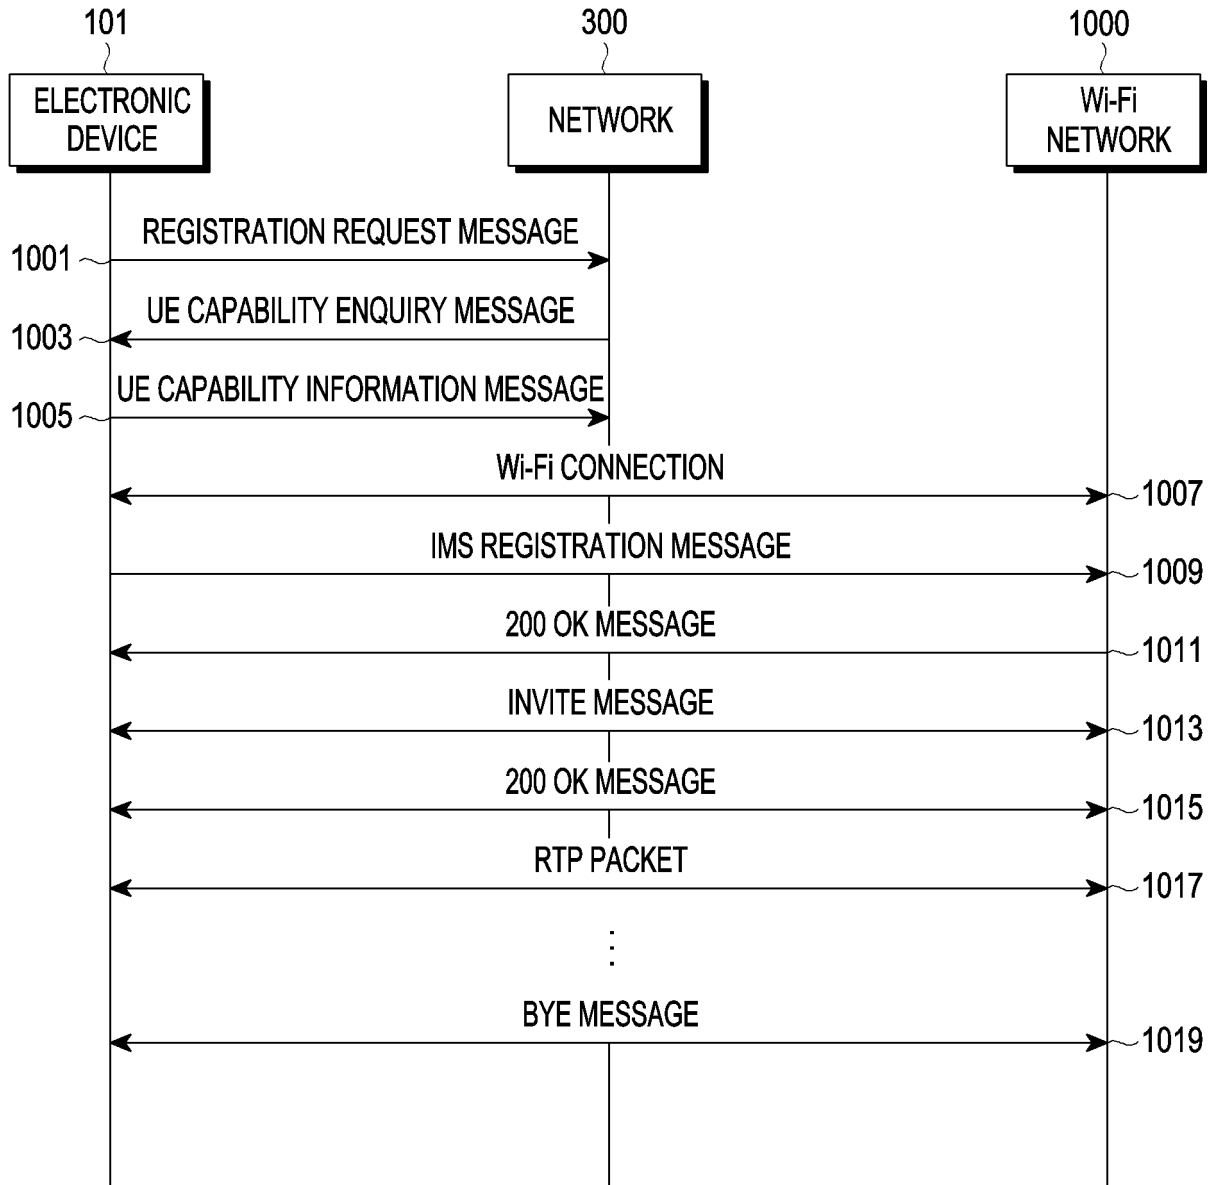 101
300
1000
ELECTRONIC
DEVICE
NETWORK
Wi-Fi
NETWORK
REGISTRATION REQUEST MESSAGE
1001
UE CAPABILITY ENQUIRY MESSAGE
1003
UE CAPABILITY INFORMATION MESSAGE
1005
Wi-Fi CONNECTION
1007
IMS REGISTRATION MESSAGE
1009
200 OK MESSAGE
1011
INVITE MESSAGE
1013
200 OK MESSAGE
1015
RTP PACKET
1017
BYE MESSAGE
1019